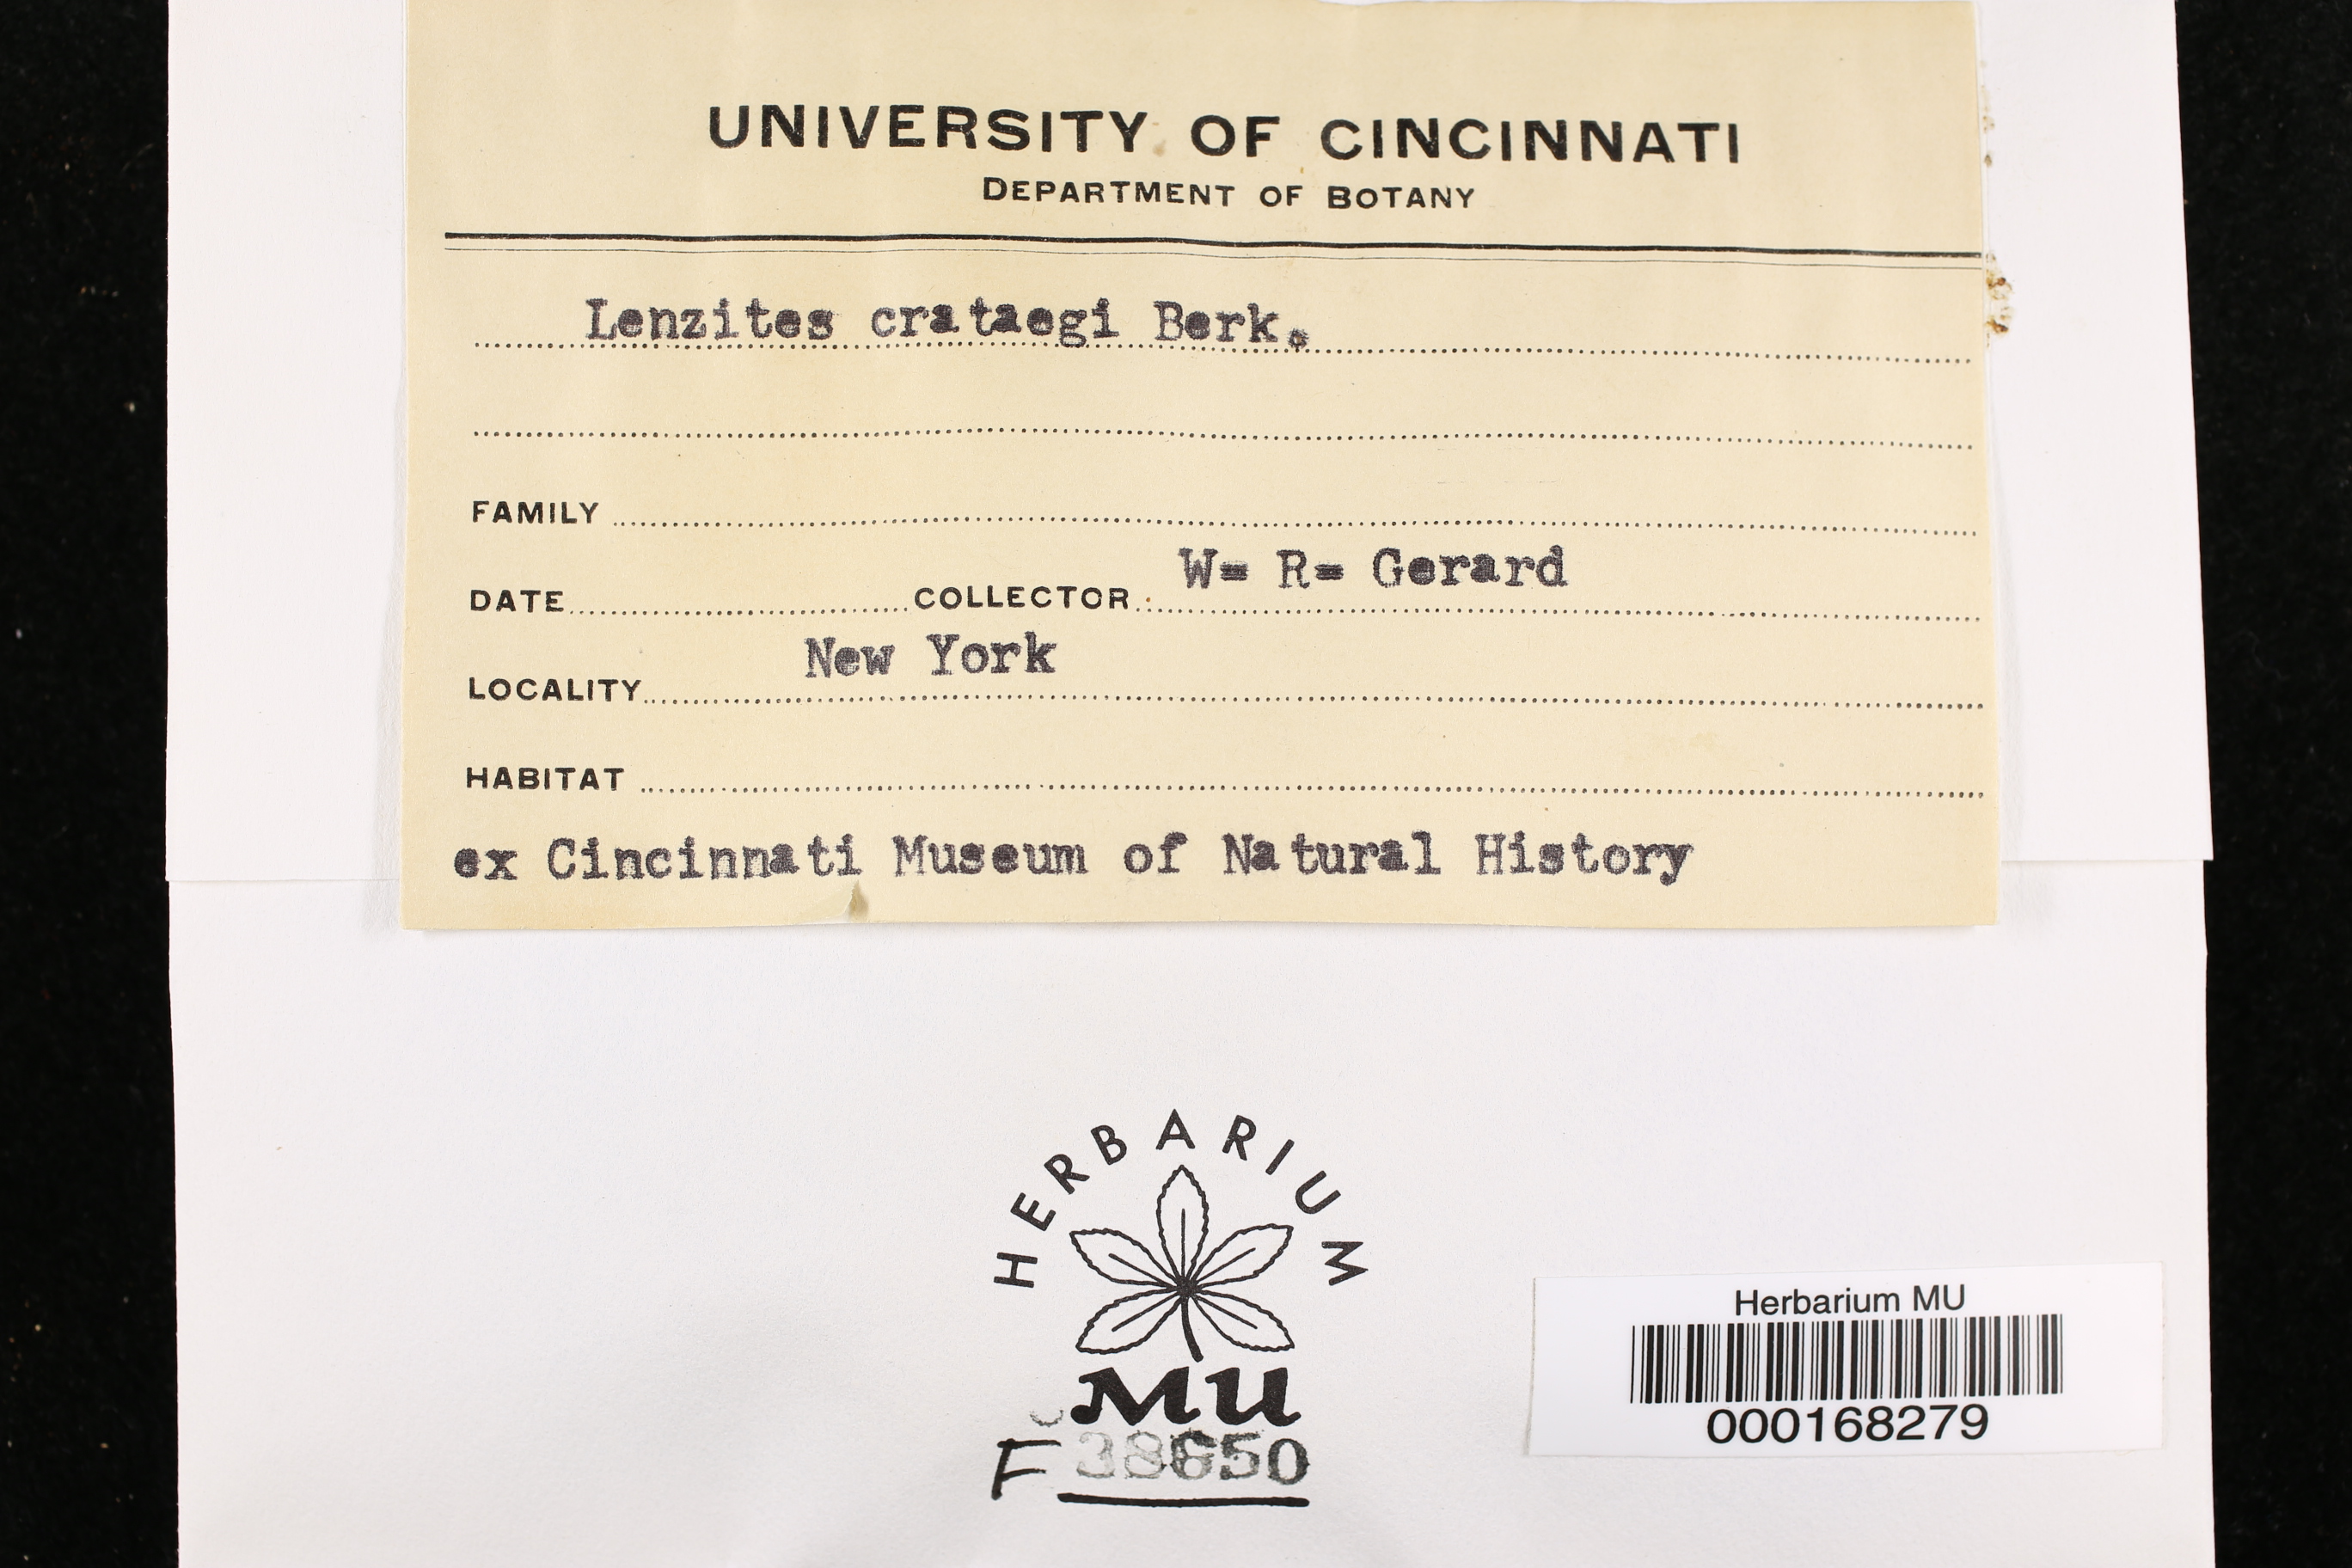 UNIVERSITY OF CINCINNATI
DEPARTMENT OF BOTANY
Lenzites crataegi Berk.
FAMILY
DATE COLLECTOR W= R= Gerard
LOCALITY New York
HABITAT
ex Cincinnati Museum of Natural History
HERBARIUM
MU
F 38650
Herbarium MU
000168279